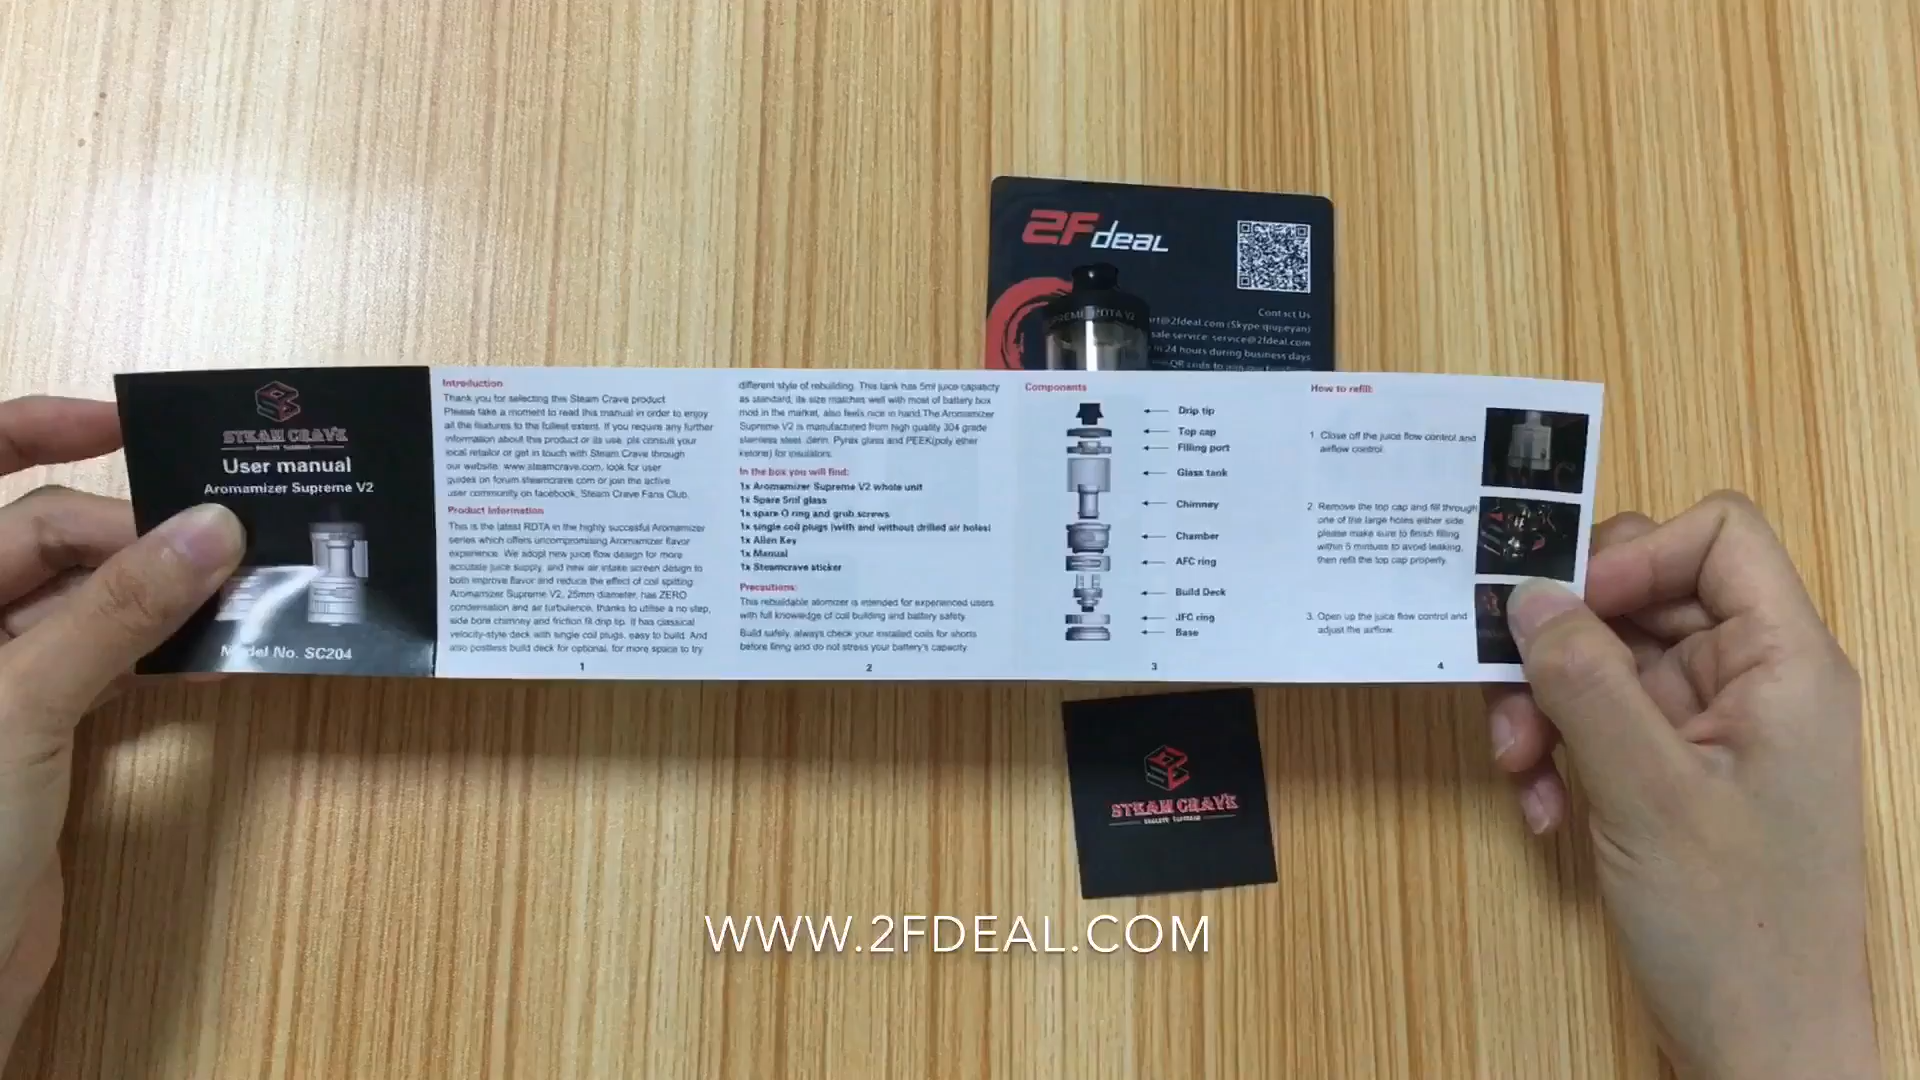 2Fdeal
Contact Us
@2fdeal.com (Skype qiupeyan)
sale service: service@2fdeal.com
in 24 hours during business days
SUPREME RDTA V2
STEAM CRAVE
User manual
Aromamizer Supreme V2
Model No. SC204
Introduction
Thank you for selecting this Steam Crave product
Please take a moment to read this manual in order to enjoy
all the features to the fullest extent. If you require any further
information about this product or its use, pls consult your
local retailor or get in touch with Steam Crave through
our website: www.steamcrave.com, look for user
guides on forum.steamcrave.com or join the active
user community on facebook, Steam Crave Fans Club.
Product Information
This is the latest RDTA in the highly successful Aromamizer
series which offers uncompromising Aromamizer flavor
experience. We adopt new juice flow design for more
accurate juice supply, and new air intake screen design to
both improve flavor and reduce the effect of coil spitting.
Aromamizer Supreme V2, 25mm diameter, has ZERO
condensation and air turbulence, thanks to utilise a no step,
side bore chimney and friction fit drip tip. It has classical
velocity-style deck with single coil plugs, easy to build. And
also postless build deck for optional, for more space to try
1
different style of rebuilding. This tank has 5ml juice capaticty
as standard, its size matches well with most of battery box
mod in the market, also feels nice in hand.The Aromamizer
Supreme V2 is manufactured from high quality 304 grade
stainless steel, derin, Pyrex glass and PEEK(poly ether
ketone) for insulators.
In the box you will find:
1x Aromamizer Supreme V2 whole unit
1x Spare 5ml glass
1x spare O ring and grub screws
1x single coil plugs (with and without drilled air holes)
1x Allen Key
1x Manual
1x Steamcrave sticker
Precautions:
This rebuildable atomizer is intended for experienced users
with full knowledge of coil building and battery safety.
Build safely, always check your installed coils for shorts
before firing and do not stress your battery's capacity.
2
Components
Drip tip
Top cap
Filling port
Glass tank
Chimney
Chamber
AFC ring
Build Deck
JFC ring
Base
3
How to refill:
1. Close off the juice flow control and
airflow control.
2. Remove the top cap and fill through
one of the large holes either side
please make sure to finish filling
within 5 mintues to avoid leaking,
then refit the top cap properly.
3. Open up the juice flow control and
adjust the airflow.
4
STEAM CRAVE
WWW.2FDEAL.COM